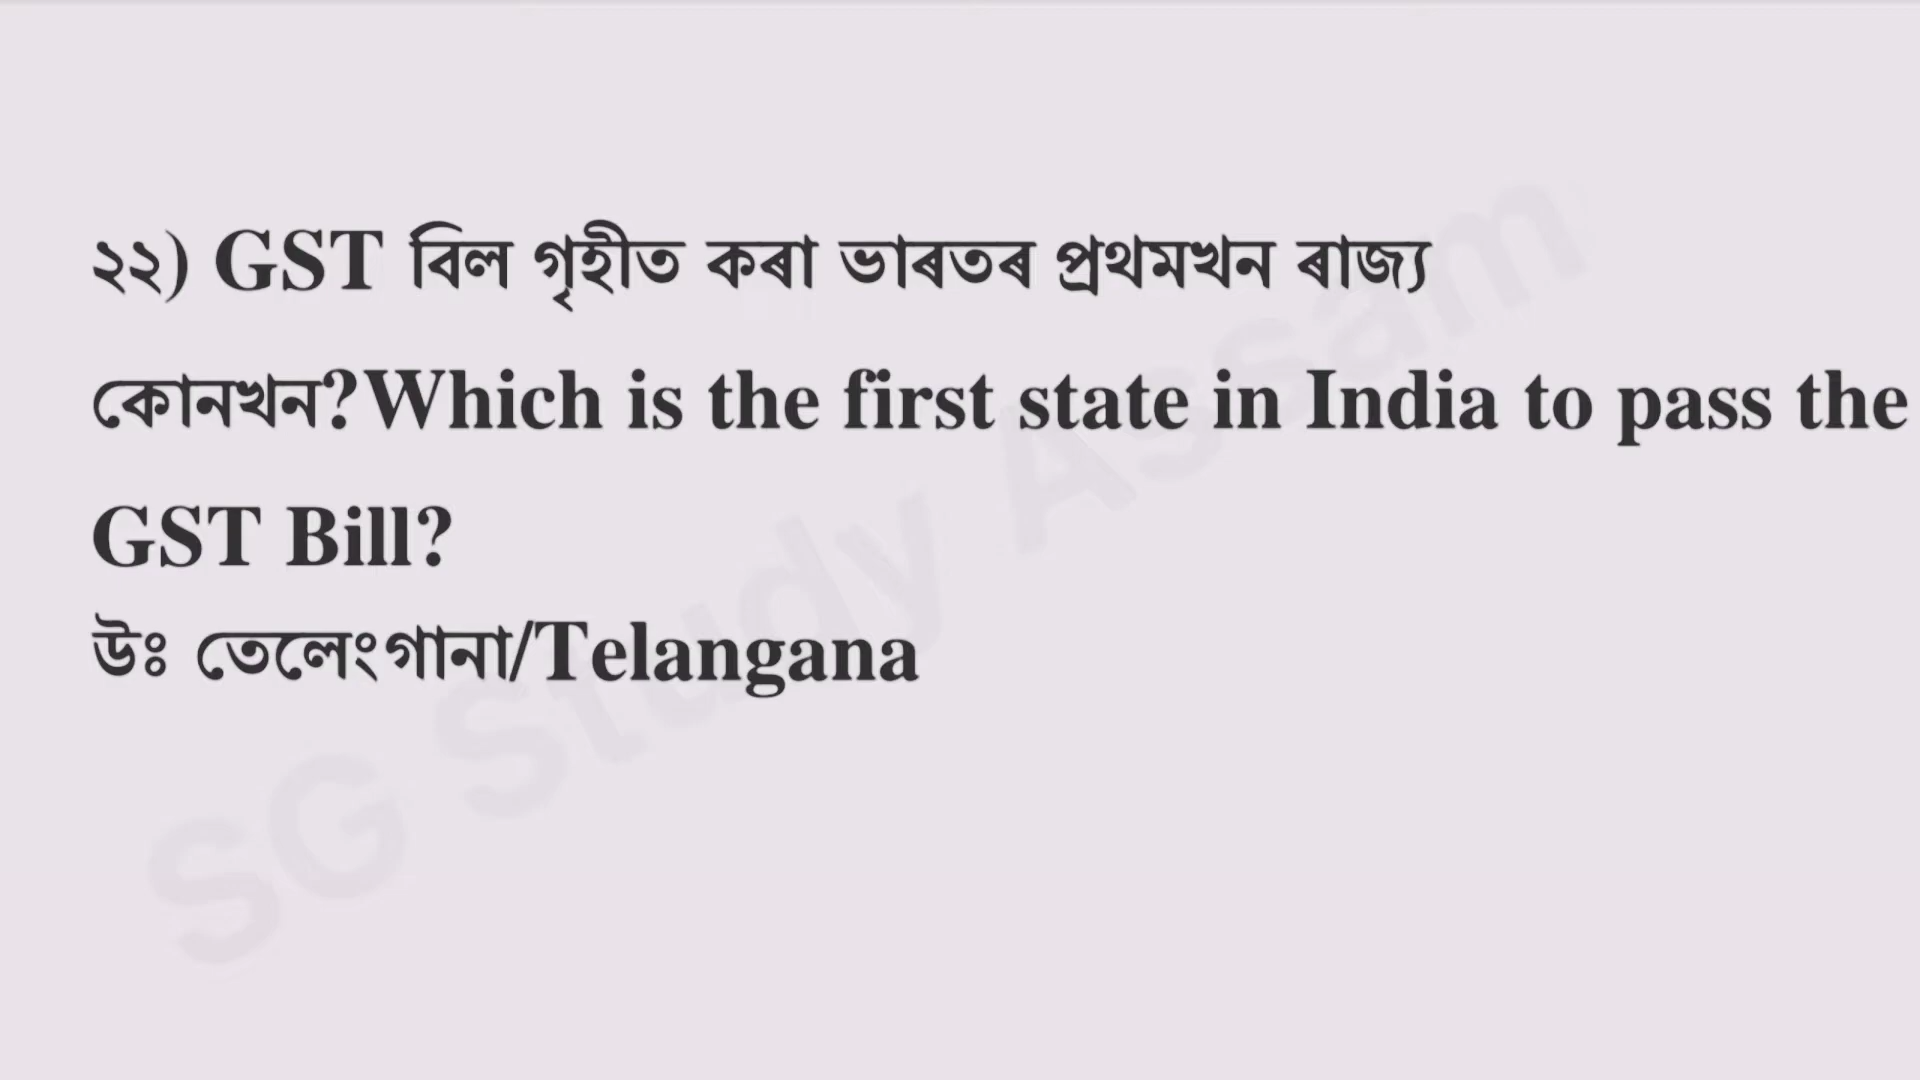 ২২) GST বিল গৃহীত কৰা ভাৰতৰ প্ৰথমখন ৰাজ্য
কোনখন?Which is the first state in India to pass the
GST Bill?
উঃ তেলেংগানা/Telangana
SG Study Assam